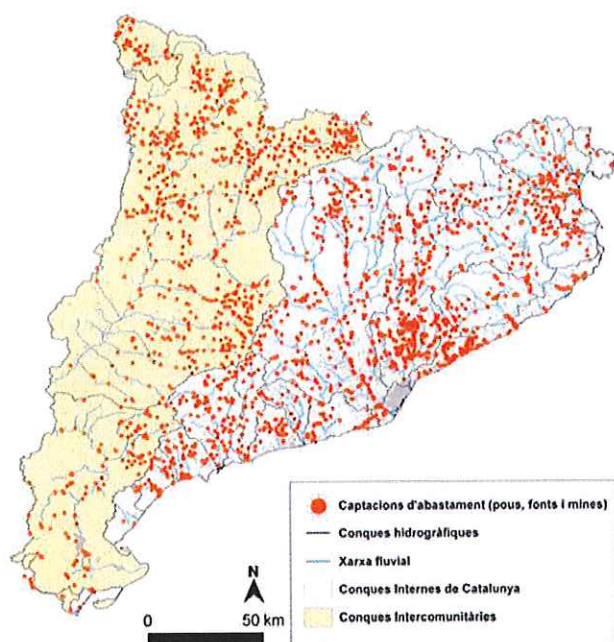 Captacions d'abastament (pous, fonts i mines)
Conques hidrogràfiques
Xarxa fluvial
Conques Internes de Catalunya
Conques Intercomunitàries
N
0 50 km